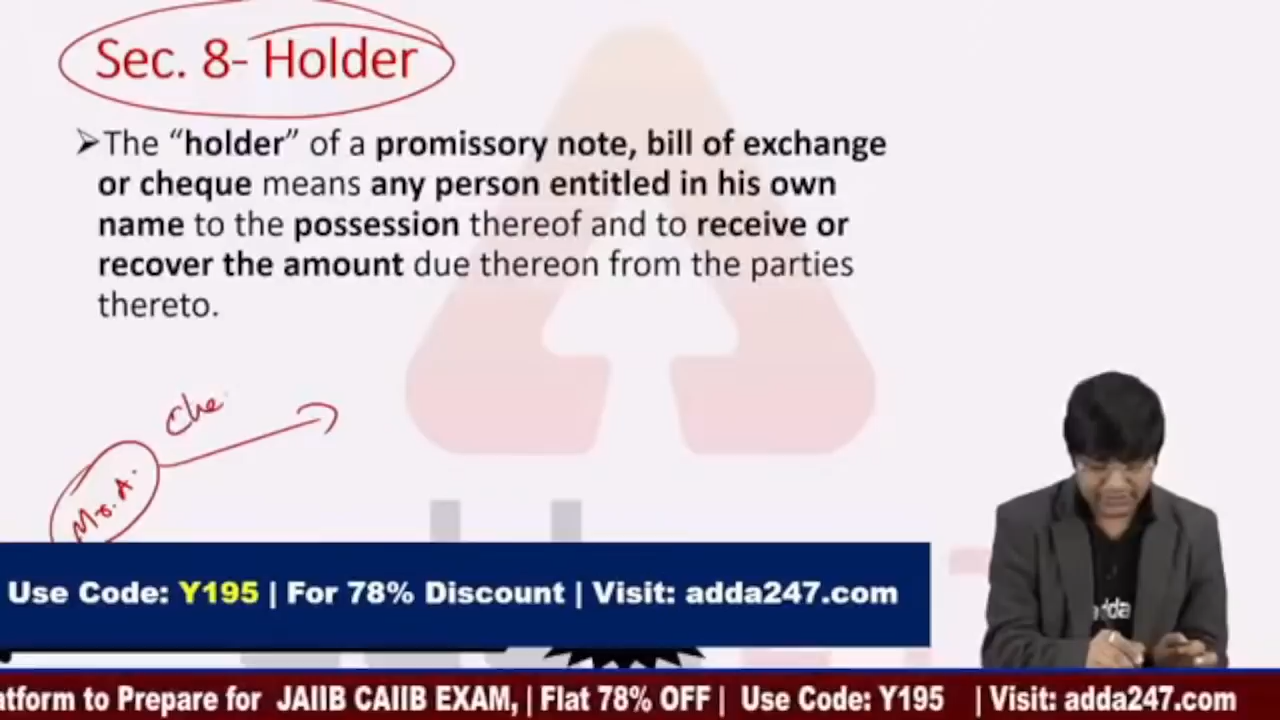 Sec. 8- Holder
➢The “holder” of a promissory note, bill of exchange
or cheque means any person entitled in his own
name to the possession thereof and to receive or
recover the amount due thereon from the parties
thereto.
Che
Mr. A.
Use Code: Y195 | For 78% Discount | Visit: adda247.com
atform to Prepare for JAIIB CAIIB EXAM, | Flat 78% OFF | Use Code: Y195 | Visit: adda247.com